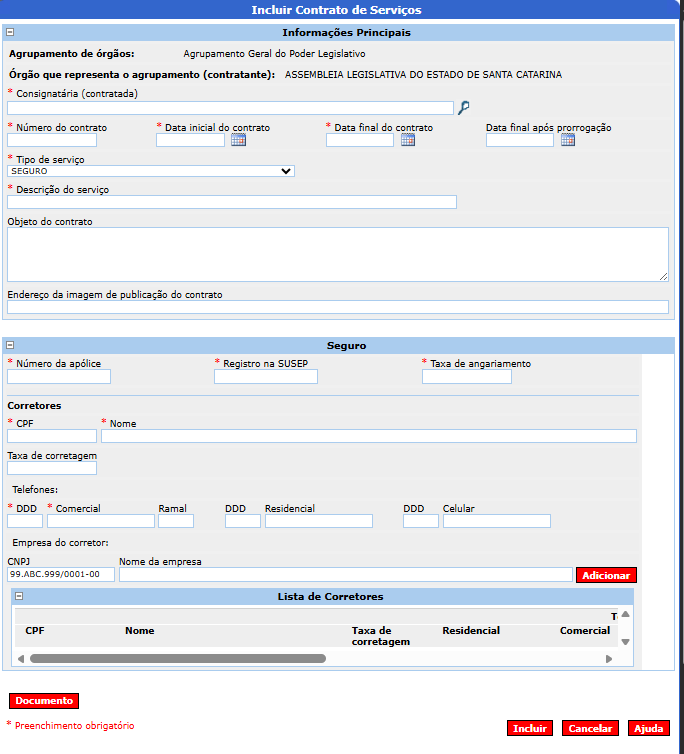 Incluir Contrato de Serviços
Informações Principais
Agrupamento de órgãos: Agrupamento Geral do Poder Legislativo
Órgão que representa o agrupamento (contratante): ASSEMBLEIA LEGISLATIVA DO ESTADO DE SANTA CATARINA
* Consignatária (contratada)
* Número do contrato * Data inicial do contrato * Data final do contrato Data final após prorrogação
* Tipo de serviço
SEGURO
* Descrição do serviço
Objeto do contrato
Endereço da imagem de publicação do contrato
Seguro
* Número da apólice * Registro na SUSEP * Taxa de angariamento
Corretores
* CPF * Nome
Taxa de corretagem
Telefones:
* DDD * Comercial Ramal DDD Residencial DDD Celular
Empresa do corretor:
CNPJ Nome da empresa
99.ABC.999/0001-00 Adicionar
Lista de Corretores
CPF Nome Taxa de corretagem Residencial Comercial
Documento
* Preenchimento obrigatório
Incluir Cancelar Ajuda